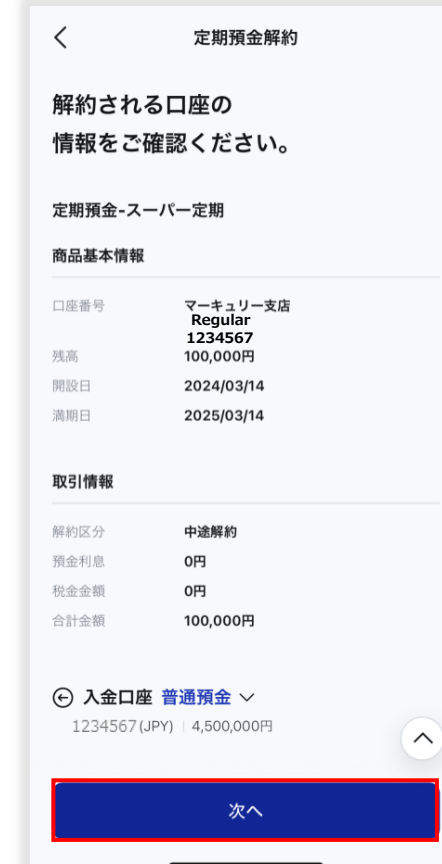 定期預金解約
解約される口座の
情報をご確認ください。
定期預金-スーパー定期
商品基本情報
口座番号 マーキュリー支店
Regular
1234567
残高 100,000円
開設日 2024/03/14
満期日 2025/03/14
取引情報
解約区分 中途解約
預金利息 0円
税金金額 0円
合計金額 100,000円
入金口座 普通預金
1234567(JPY) | 4,500,000円
次へ